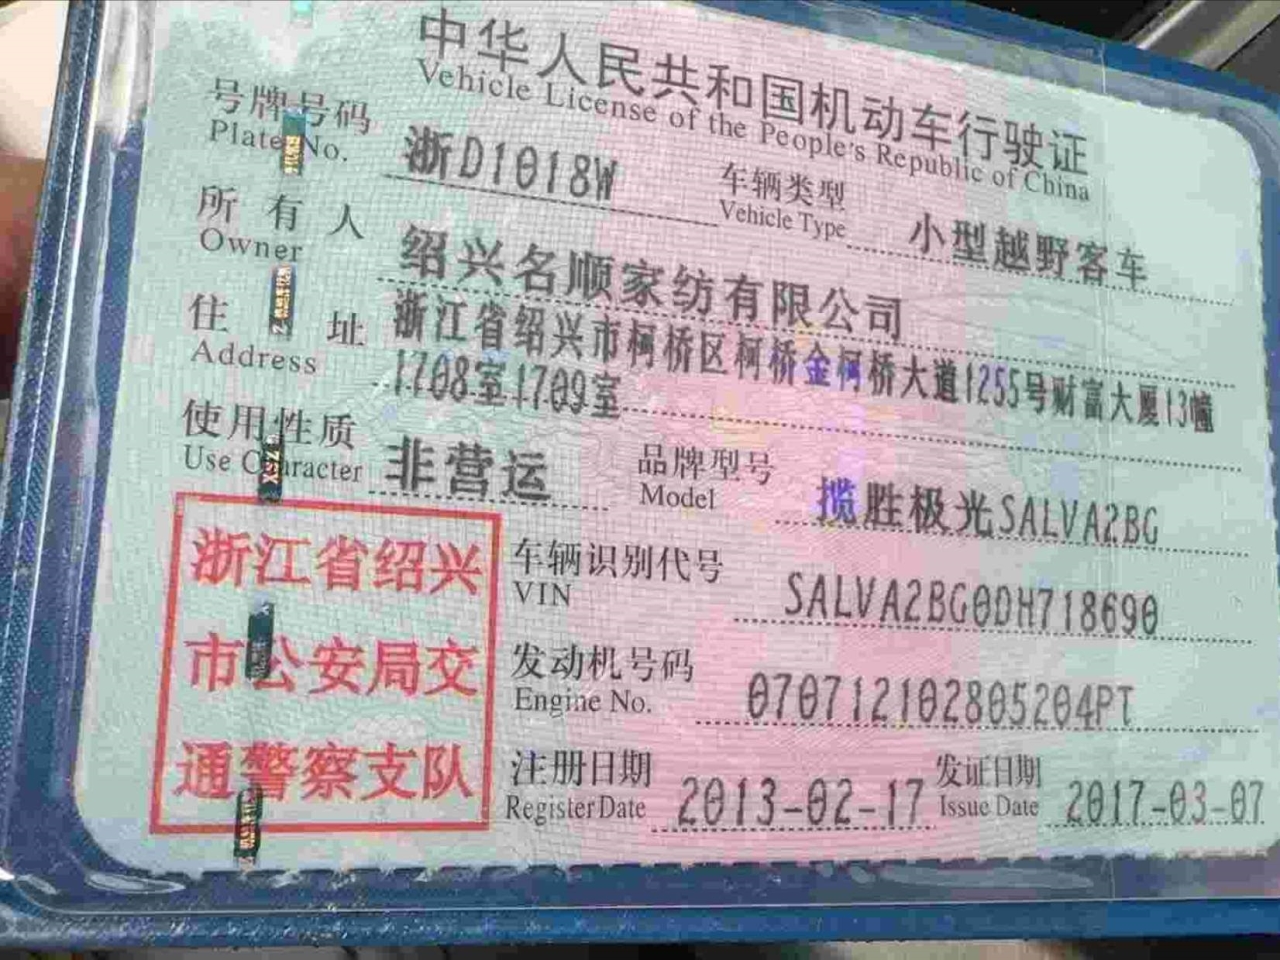 中华人民共和国机动车行驶证
Vehicle License of the People's Republic of China
号牌号码 浙D1018W 车辆类型 小型越野客车
Plate No. Vehicle Type
所有人 绍兴名顺家纺有限公司
Owner
住址 浙江省绍兴市柯桥区柯桥金柯桥大道1255号财富大厦13幢
Address 1708室1709室
使用性质 非营运 品牌型号 揽胜极光SALVA2BG
Use Character Model
浙江省绍兴
市公安局交
通警察支队
车辆识别代号 SALVA2BG0DH718690
VIN
发动机号码 070712102805204PT
Engine No.
注册日期 2013-02-17 发证日期 2017-03-07
Register Date Issue Date